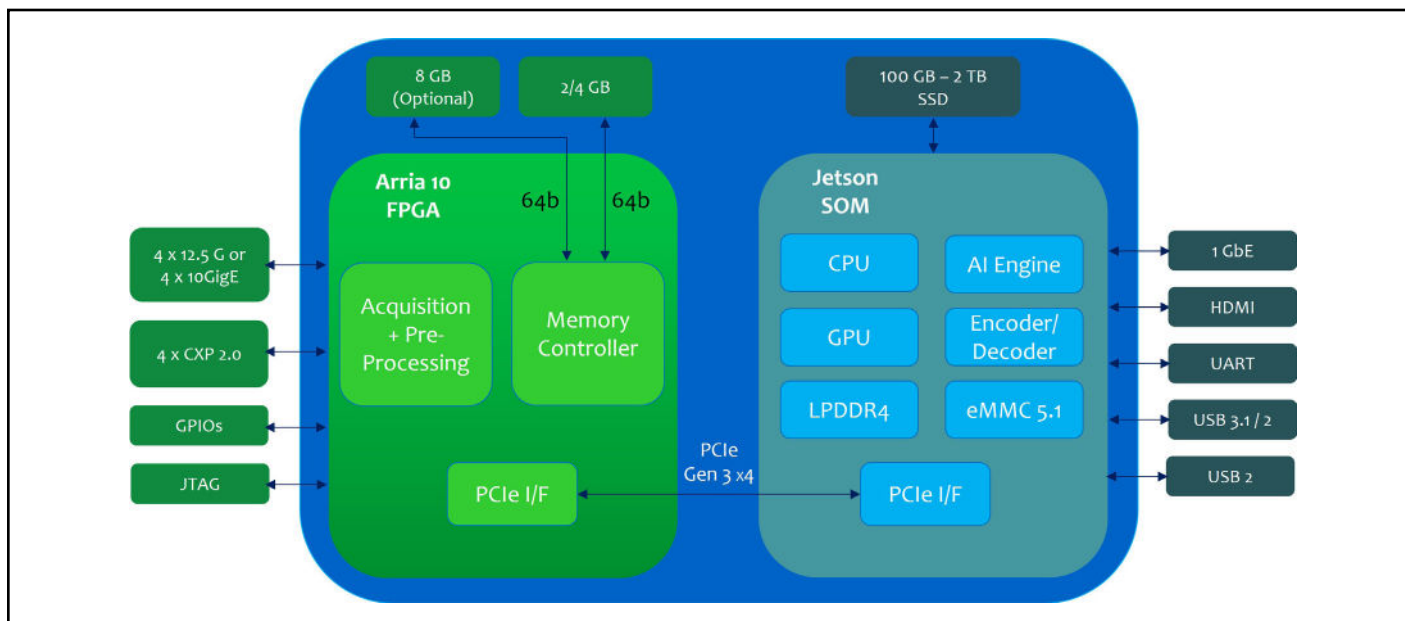 8 GB
(Optional)
2/4 GB
100 GB – 2 TB
SSD
Arria 10
FPGA
64b
64b
Jetson
SOM
4 x 12.5 G or
4 x 10GigE
4 x CXP 2.0
GPIOs
JTAG
Acquisition
+ Pre-
Processing
Memory
Controller
PCIe I/F
PCIe
Gen 3 x4
CPU
AI Engine
GPU
Encoder/
Decoder
LPDDR4
eMMC 5.1
PCIe I/F
1 GbE
HDMI
UART
USB 3.1 / 2
USB 2